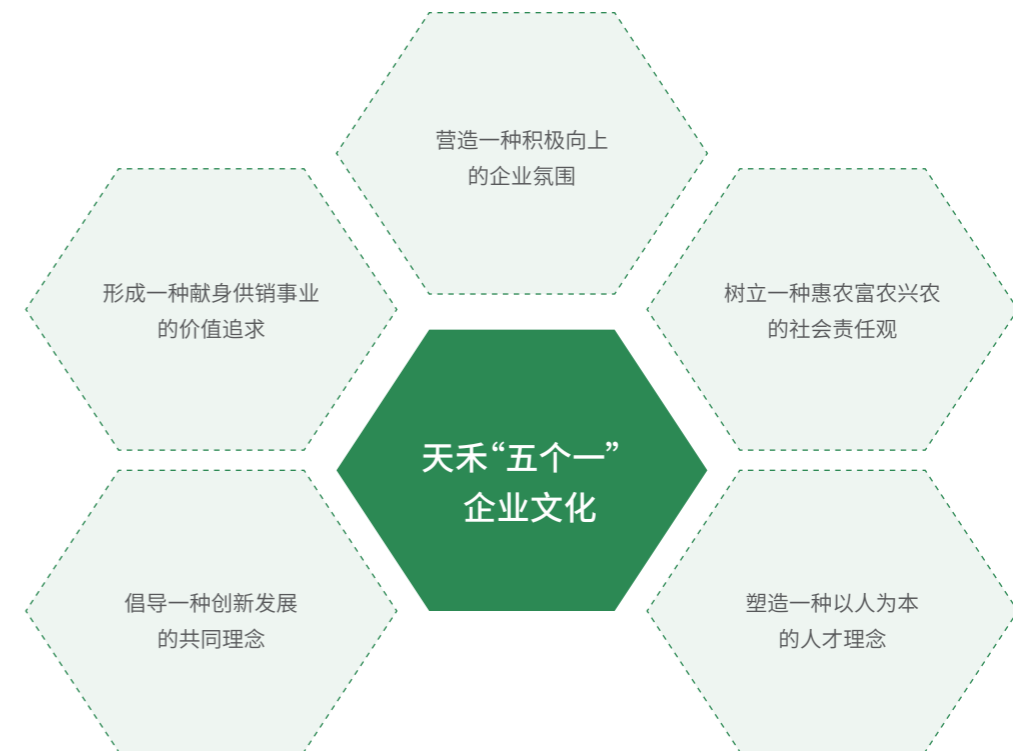 营造一种积极向上
的企业氛围
形成一种献身供销事业
的价值追求
树立一种惠农富农兴农
的社会责任观
天禾“五个一”
企业文化
倡导一种创新发展
的共同理念
塑造一种以人为本
的人才理念